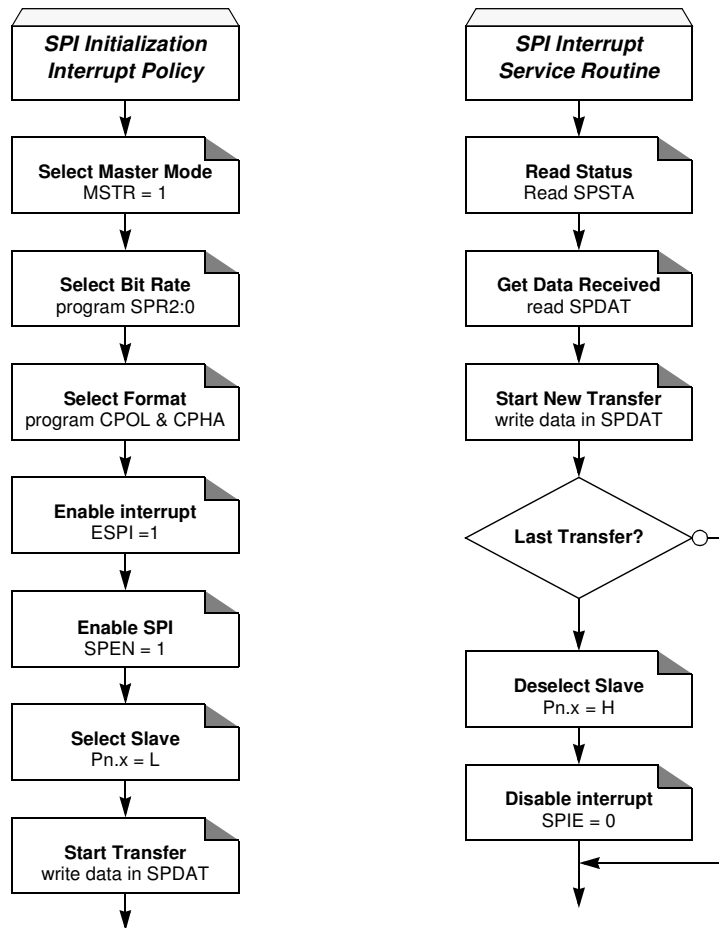 SPI Initialization
Interrupt Policy
Select Master Mode
MSTR = 1
Select Bit Rate
program SPR2:0
Select Format
program CPOL & CPHA
Enable interrupt
ESPI =1
Enable SPI
SPEN = 1
Select Slave
Pn.x = L
Start Transfer
write data in SPDAT
SPI Interrupt
Service Routine
Read Status
Read SPSTA
Get Data Received
read SPDAT
Start New Transfer
write data in SPDAT
Last Transfer?
Deselect Slave
Pn.x = H
Disable interrupt
SPIE = 0